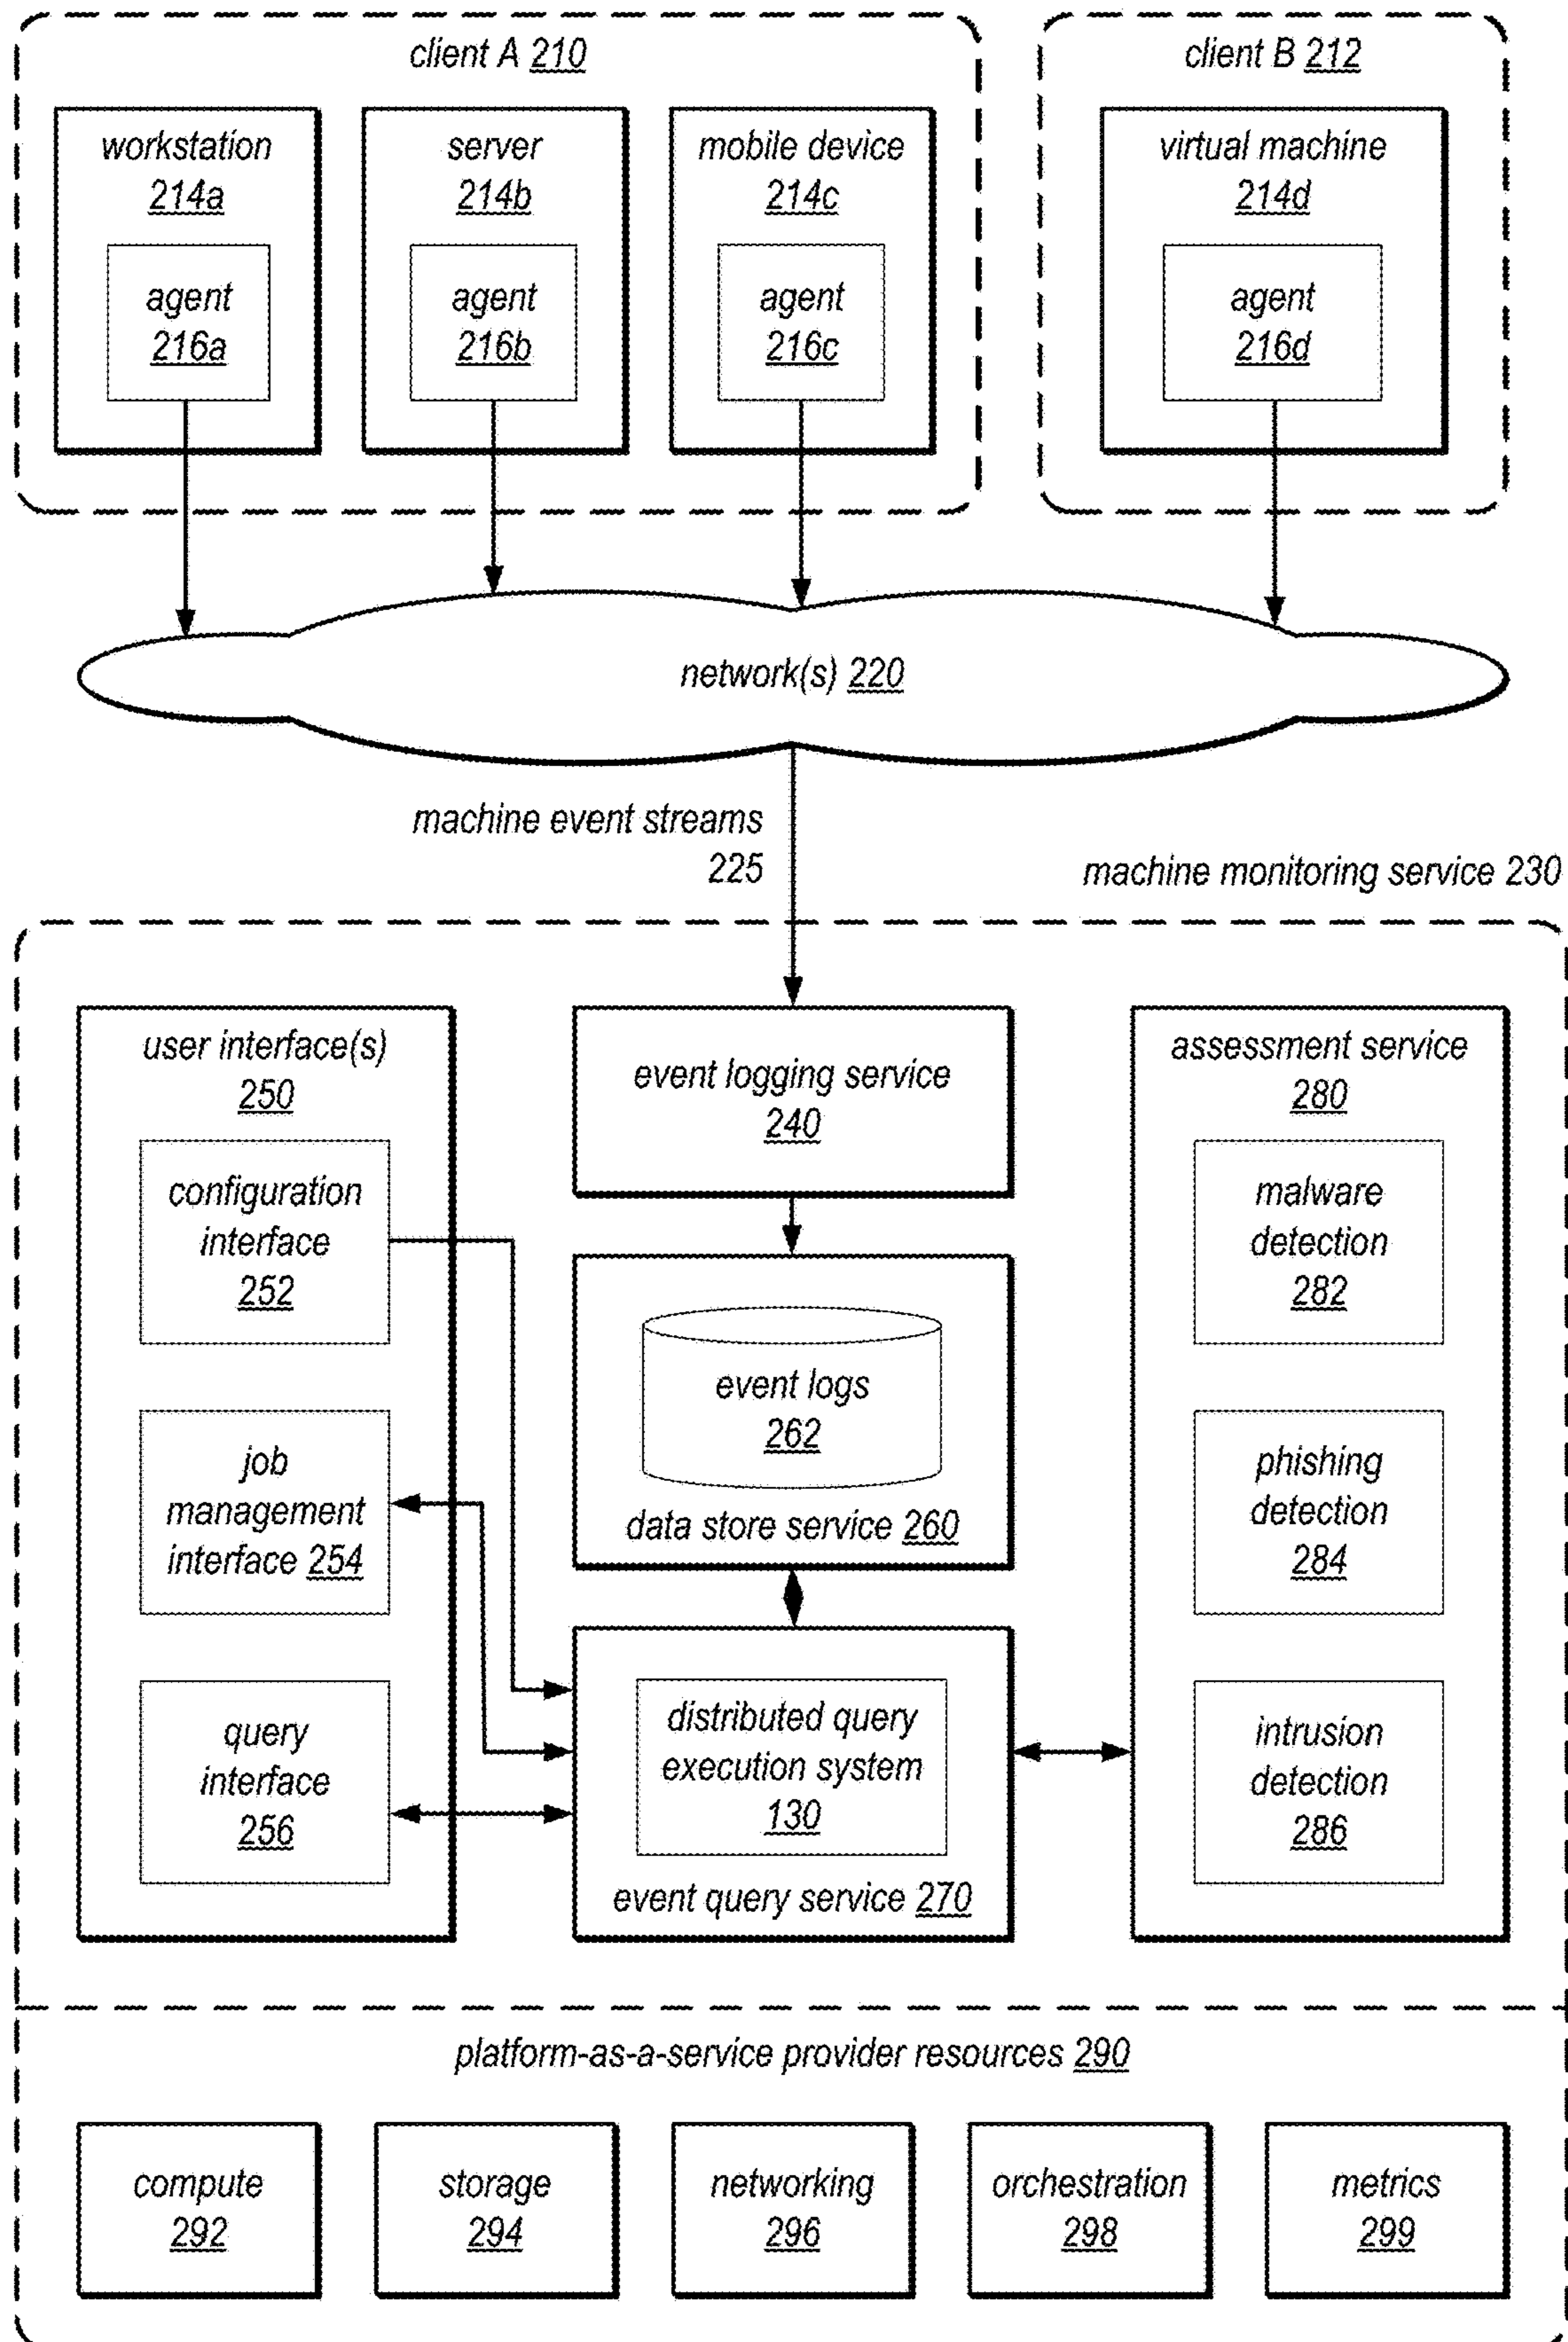 client A 210
client B 212
workstation
214a
agent
216a
server
214b
agent
216b
mobile device
214c
agent
216c
virtual machine
214d
agent
216d
network(s) 220
machine event streams
225
machine monitoring service 230
user interface(s)
250
configuration
interface
252
job
management
interface 254
query
interface
256
event logging service
240
event logs
262
data store service 260
distributed query
execution system
130
event query service 270
assessment service
280
malware
detection
282
phishing
detection
284
intrusion
detection
286
platform-as-a-service provider resources 290
compute
292
storage
294
networking
296
orchestration
298
metrics
299